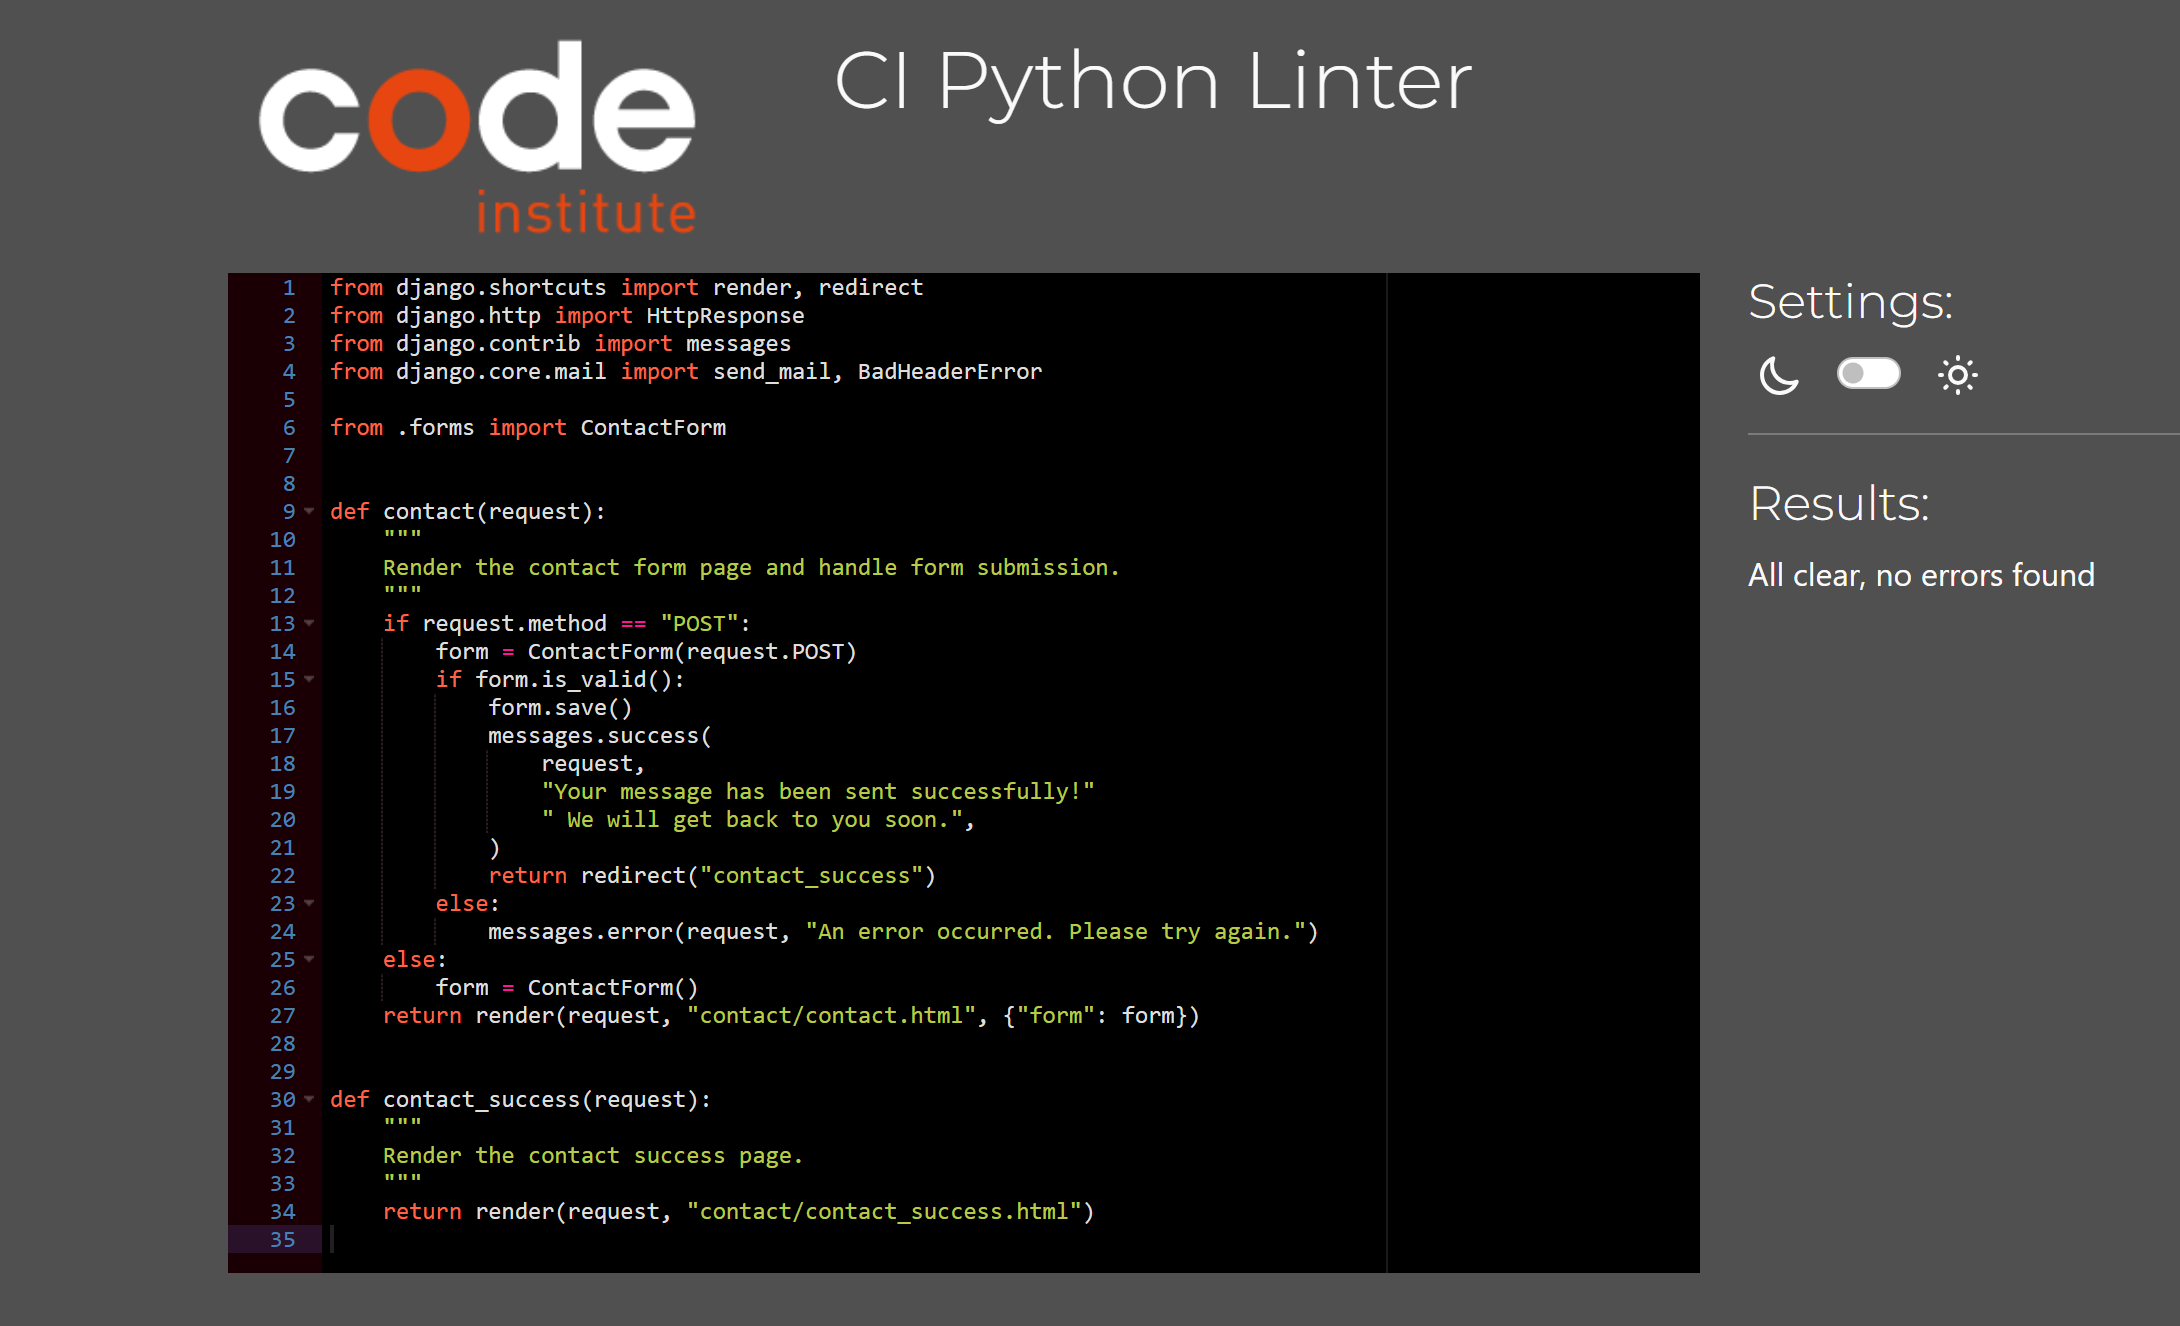 code
institute
CI Python Linter
1 from django.shortcuts import render, redirect
2 from django.http import HttpResponse
3 from django.contrib import messages
4 from django.core.mail import send_mail, BadHeaderError
5
6 from .forms import ContactForm
7
8
9 def contact(request):
10     """
11     Render the contact form page and handle form submission.
12     """
13     if request.method == "POST":
14         form = ContactForm(request.POST)
15         if form.is_valid():
16             form.save()
17             messages.success(
18                 request,
19                 "Your message has been sent successfully!"
20                 " We will get back to you soon.",
21             )
22             return redirect("contact_success")
23         else:
24             messages.error(request, "An error occurred. Please try again.")
25     else:
26         form = ContactForm()
27     return render(request, "contact/contact.html", {"form": form})
28
29
30 def contact_success(request):
31     """
32     Render the contact success page.
33     """
34     return render(request, "contact/contact_success.html")
35
Settings:
Results:
All clear, no errors found